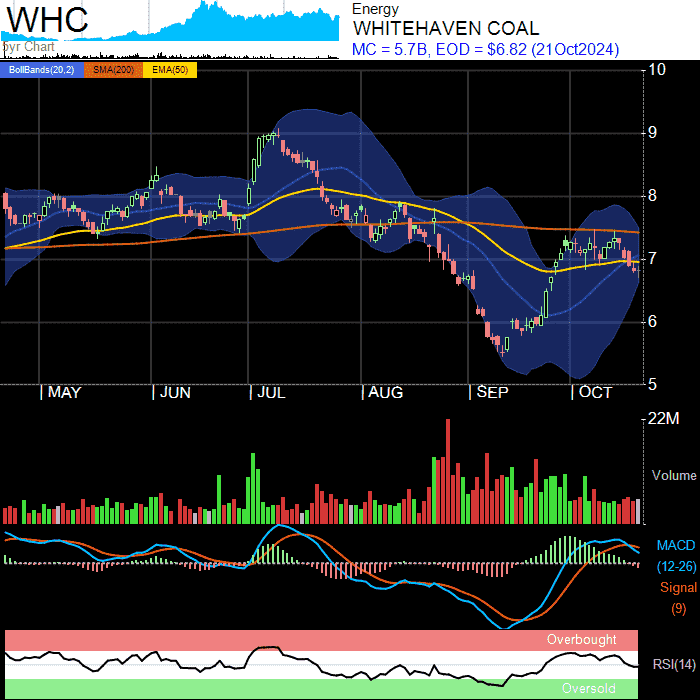 WHC
5yr Chart
Energy
WHITEHAVEN COAL
MC = 5.7B, EOD = $6.82 (21Oct2024)
BollBands(20,2) SMA(200) EMA(50)
10
9
8
7
6
5
MAY JUN JUL AUG SEP OCT
22M
Volume
MACD
(12-26)
Signal
(9)
Overbought
RSI(14)
Oversold